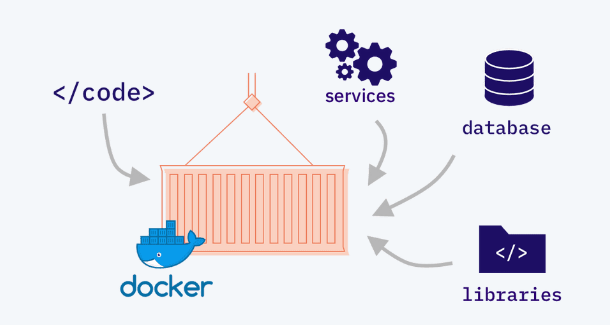 </code>
services
database
</>
libraries
docker